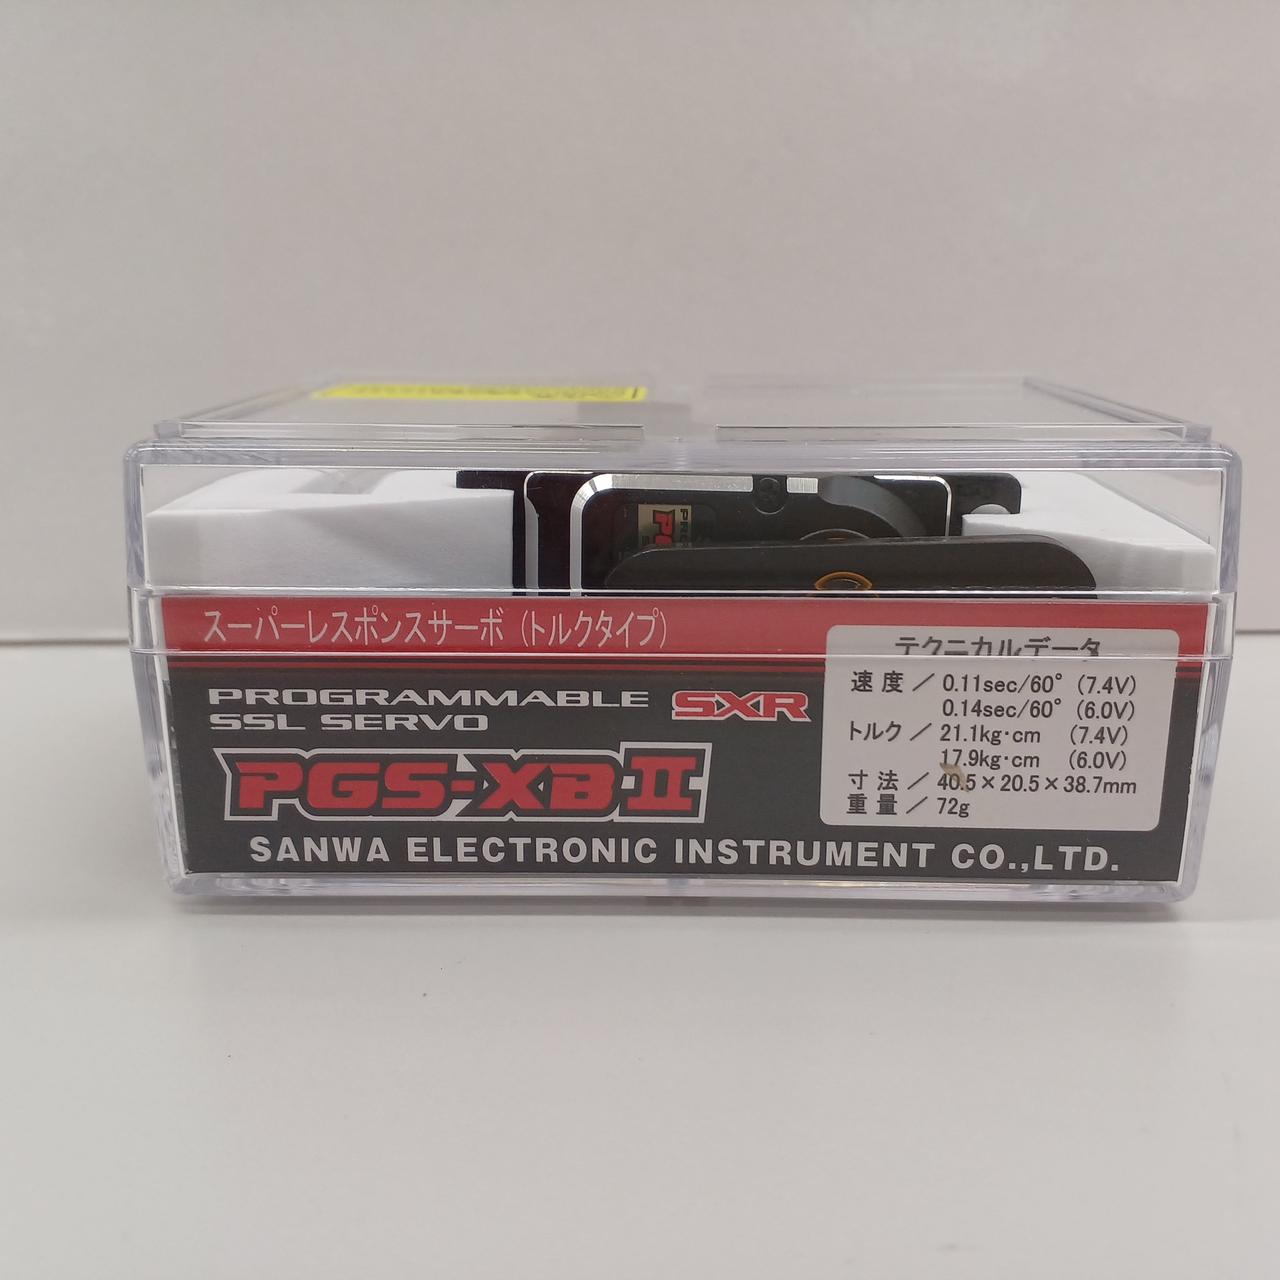 スーパーレスポンスサーボ（トルクタイプ）
PROGRAMMABLE SXR
SSL SERVO
PGS-XBⅡ
SANWA ELECTRONIC INSTRUMENT CO.,LTD.
テクニカルデータ
速度／0.11sec/60°（7.4V）
0.14sec/60°（6.0V）
トルク／21.1kg·cm（7.4V）
17.9kg·cm（6.0V）
寸法／40.5×20.5×38.7mm
重量／72g